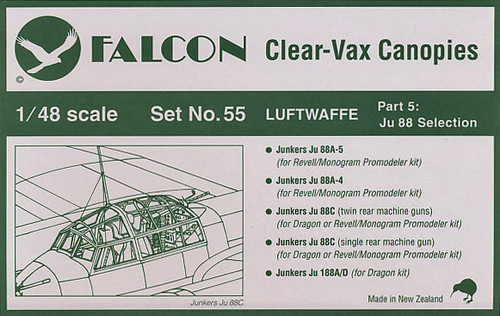 FALCON Clear-Vax Canopies
©
1/48 scale Set No.55 LUFTWAFFE Part 5:
Ju 88 Selection
Junkers Ju 88A-5
(for Revell/Monogram Promodeler kit)
Junkers Ju 88A-4
(for Revell/Monogram Promodeler kit)
Junkers Ju 88C (twin rear machine guns)
(for Dragon or Revell/Monogram Promodeler kit)
Junkers Ju 88C (single rear machine gun)
(for Dragon or Revell/Monogram Promodeler kit)
Junkers Ju 188A/D (for Dragon kit)
Junkers Ju 88C
Made in New Zealand